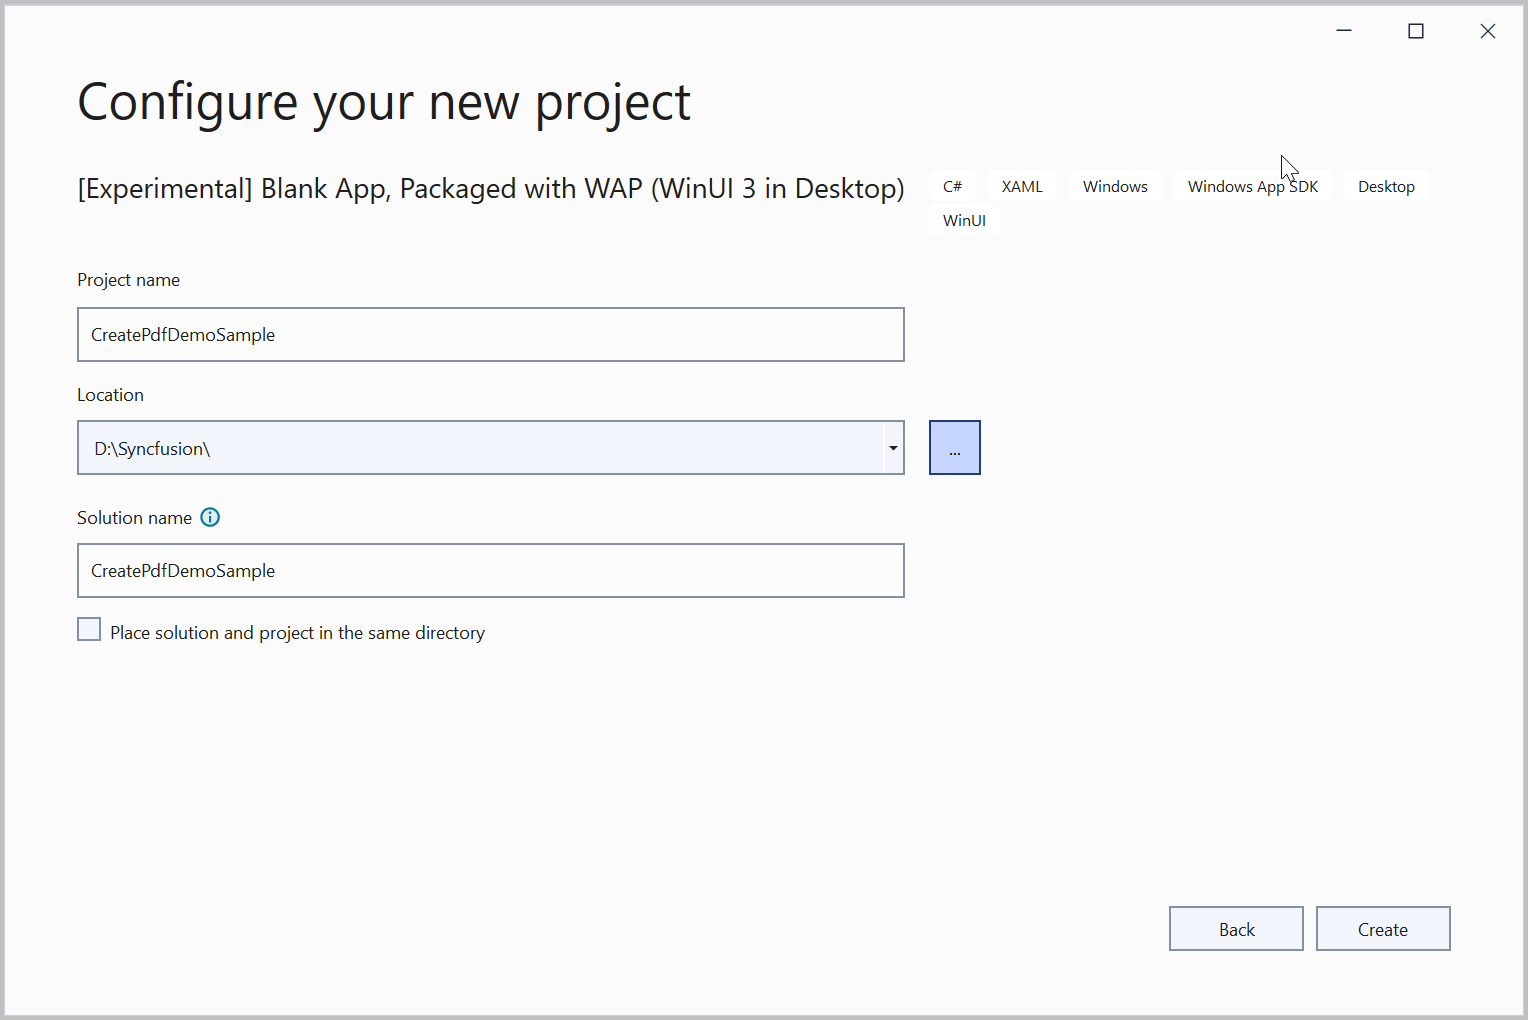 Configure your new project
[Experimental] Blank App, Packaged with WAP (WinUI 3 in Desktop) C# XAML Windows Windows App SDK Desktop
WinUI
Project name
CreatePdfDemoSample
Location
D:\Syncfusion\
...
Solution name
CreatePdfDemoSample
Place solution and project in the same directory
Back Create